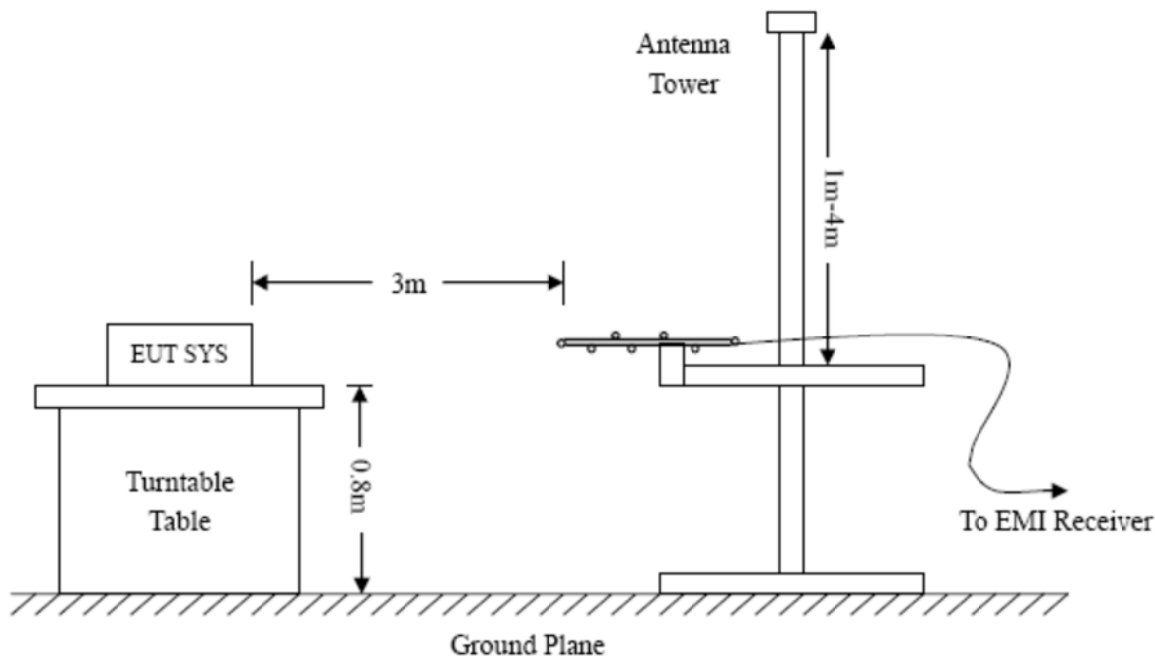 Antenna
Tower
1m-4m
3m
EUT SYS
0.8m
Turntable
Table
To EMI Receiver
Ground Plane